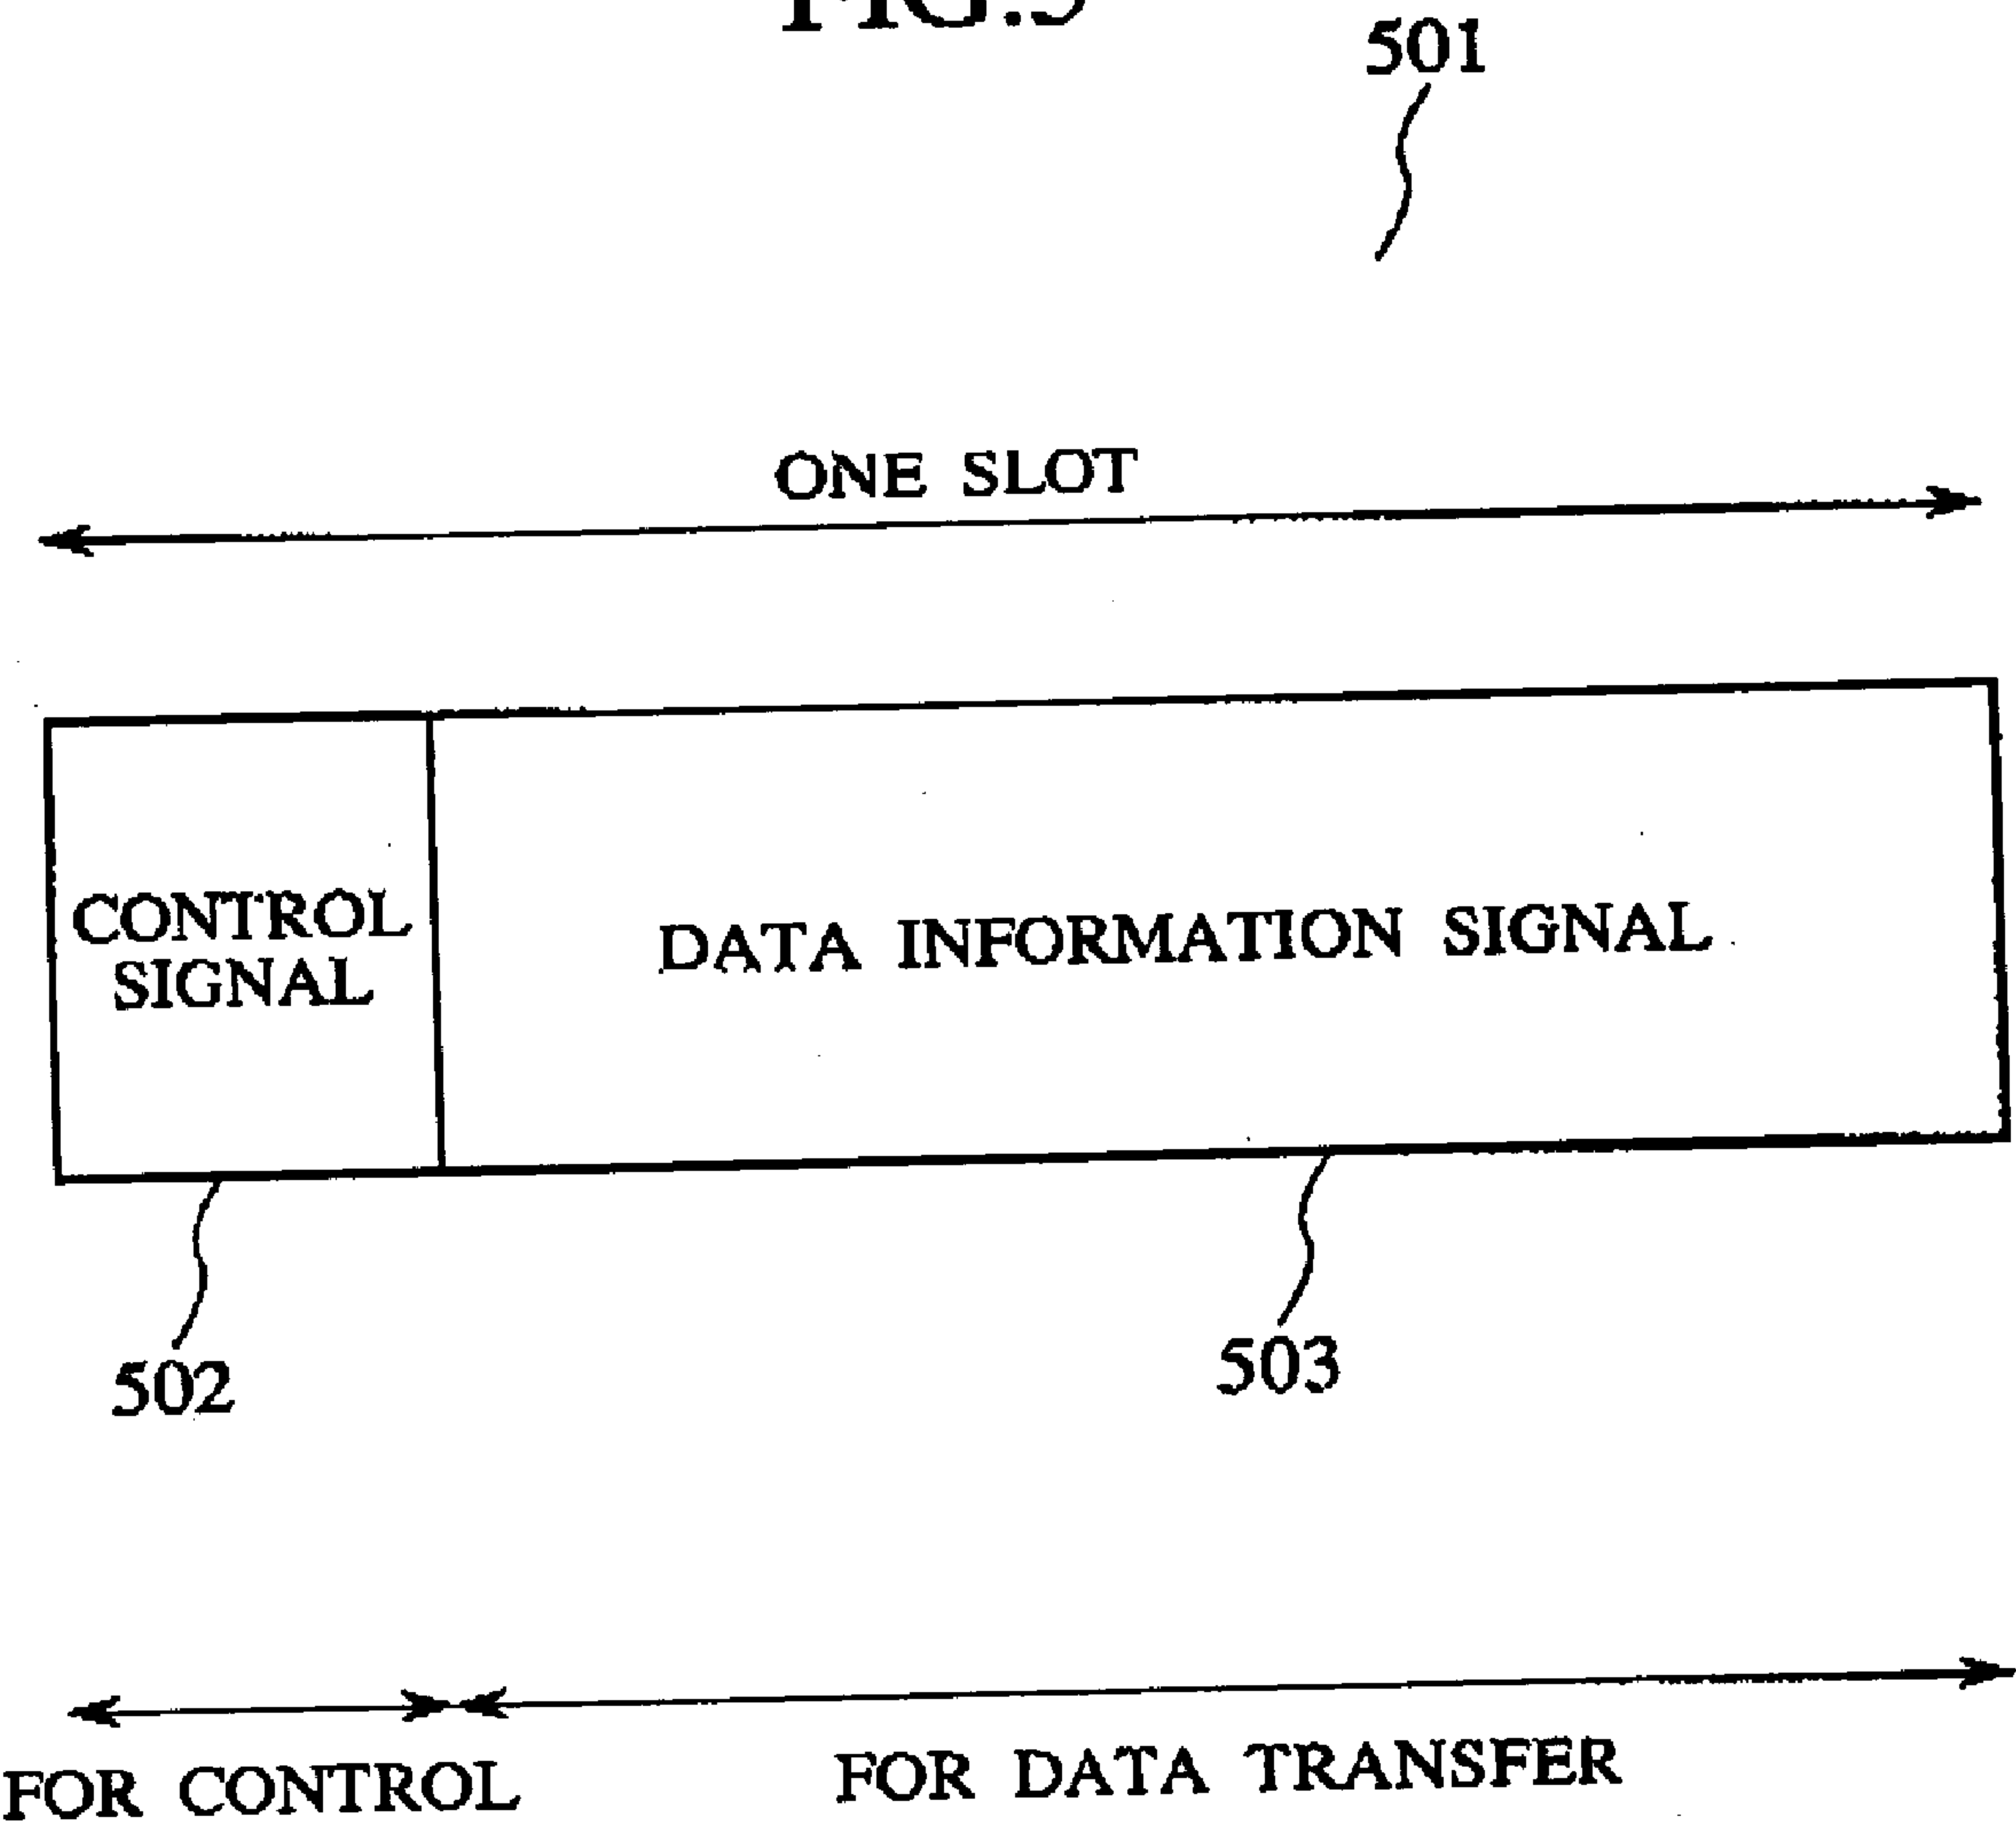 501
ONE SLOT
CONTROL
SIGNAL
DATA INFORMATION SIGNAL
502
503
FOR CONTROL
FOR DATA TRANSFER